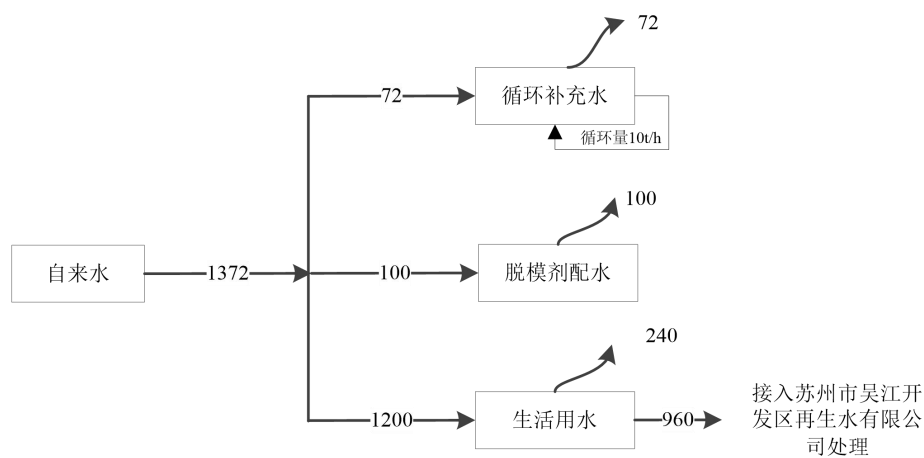 72
72
循环补充水
循环量10t/h
100
自来水
1372
100
脱模剂配水
240
1200
生活用水
960
接入苏州市吴江开
发区再生水有限公
司处理